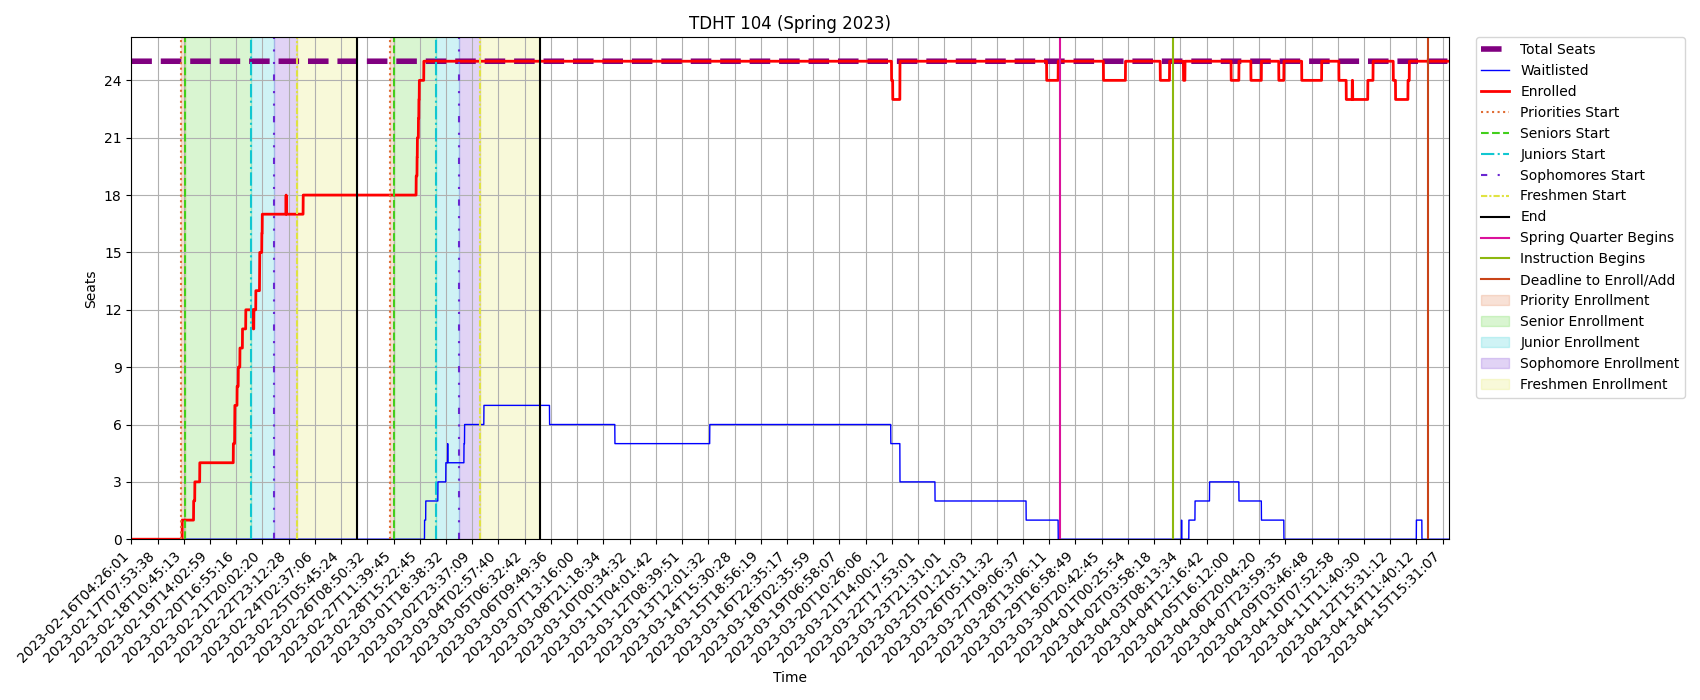 TDHT 104 (Spring 2023)
Total Seats
Waitlisted
Enrolled
Priorities Start
Seniors Start
Juniors Start
Sophomores Start
Freshmen Start
End
Spring Quarter Begins
Instruction Begins
Deadline to Enroll/Add
Priority Enrollment
Senior Enrollment
Junior Enrollment
Sophomore Enrollment
Freshmen Enrollment
Seats
24
21
18
15
12
9
6
3
0
2023-02-16T04:26:01
2023-02-17T07:53:38
2023-02-18T10:45:13
2023-02-19T14:02:59
2023-02-20T16:55:16
2023-02-21T20:02:20
2023-02-22T23:12:28
2023-02-24T02:37:06
2023-02-25T05:45:24
2023-02-26T08:50:32
2023-02-27T11:39:45
2023-02-28T15:22:45
2023-03-01T18:38:32
2023-03-02T23:37:09
2023-03-04T02:57:40
2023-03-05T06:32:42
2023-03-06T09:49:36
2023-03-07T13:16:00
2023-03-08T21:18:34
2023-03-10T00:34:32
2023-03-11T04:01:42
2023-03-12T08:39:51
2023-03-13T12:01:32
2023-03-14T15:30:28
2023-03-15T18:56:19
2023-03-16T22:35:17
2023-03-18T02:35:59
2023-03-19T06:58:07
2023-03-20T10:26:06
2023-03-21T14:00:12
2023-03-22T17:53:01
2023-03-23T21:31:01
2023-03-25T01:21:03
2023-03-26T05:11:32
2023-03-27T09:06:37
2023-03-28T13:06:11
2023-03-29T16:58:49
2023-03-30T20:42:45
2023-04-01T00:25:54
2023-04-02T03:58:18
2023-04-03T08:13:34
2023-04-04T12:16:42
2023-04-05T16:12:00
2023-04-06T20:04:20
2023-04-07T23:59:35
2023-04-09T03:46:48
2023-04-10T07:52:58
2023-04-11T11:40:30
2023-04-12T15:31:12
2023-04-14T11:40:12
2023-04-15T15:31:07
Time